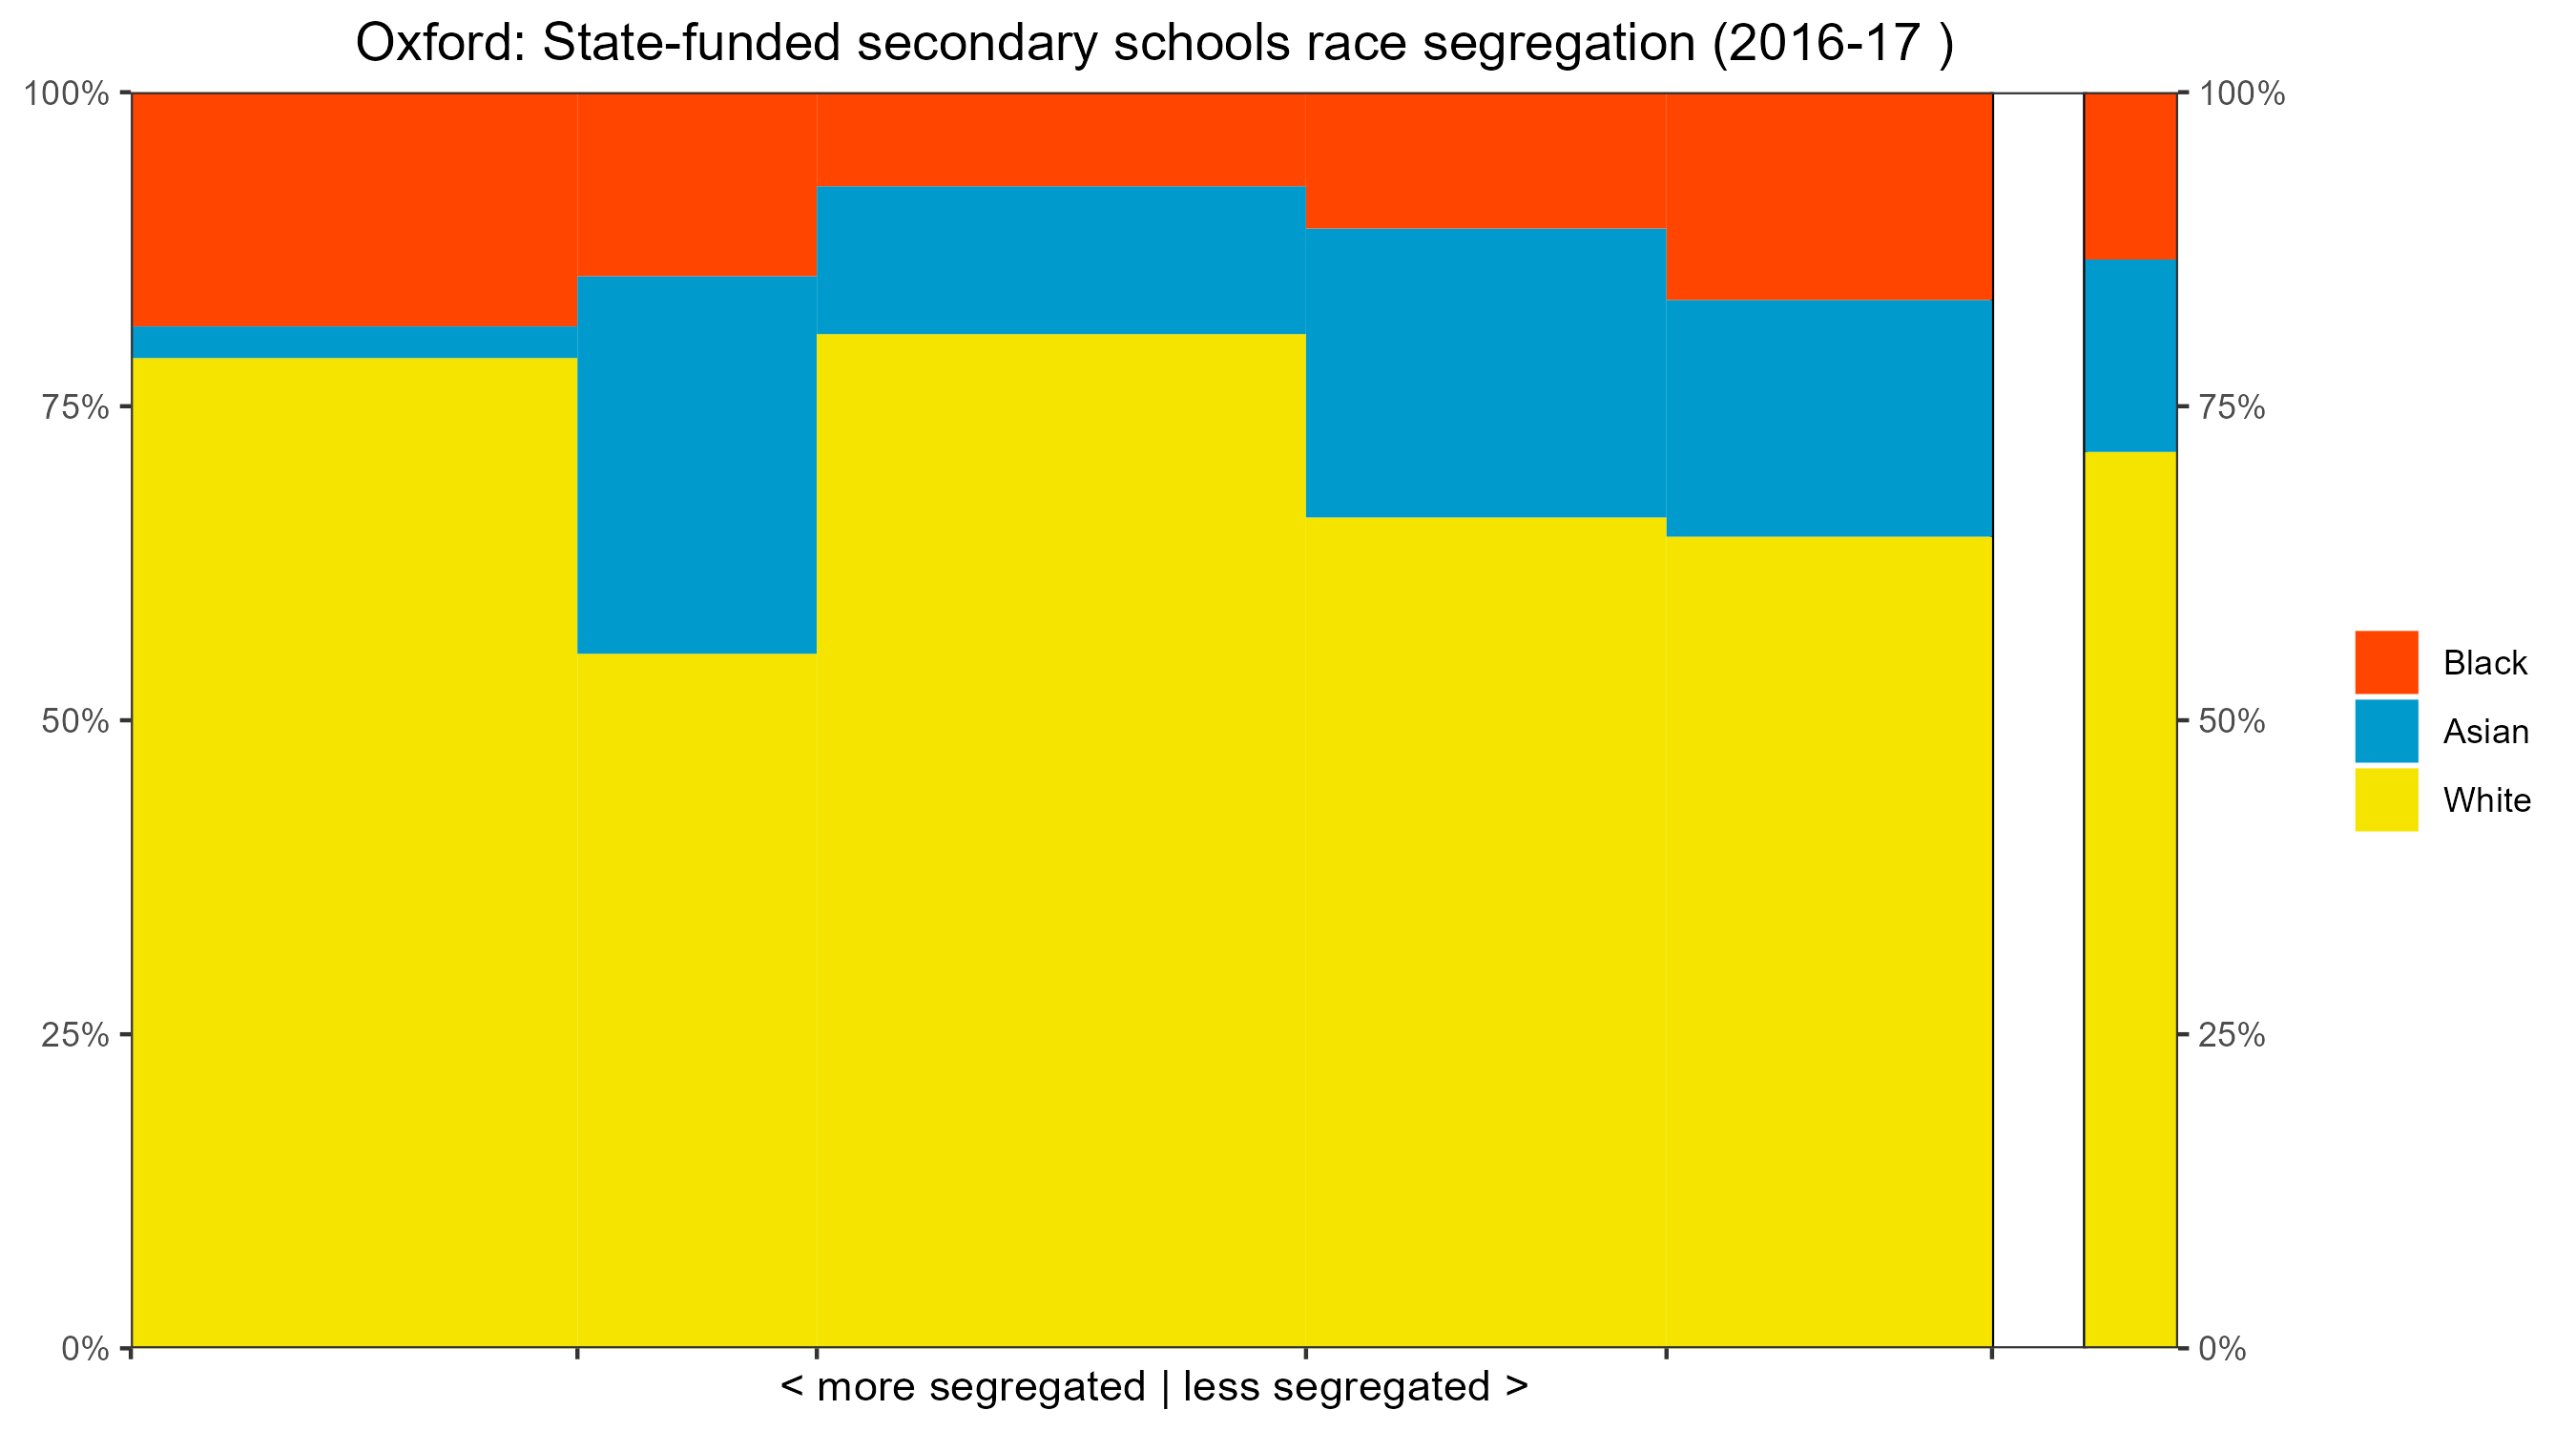 Oxford: State-funded secondary schools race segregation (2016-17 )
100%
75%
50%
25%
0%
100%
75%
50%
25%
0%
Black
Asian
White
< more segregated | less segregated >